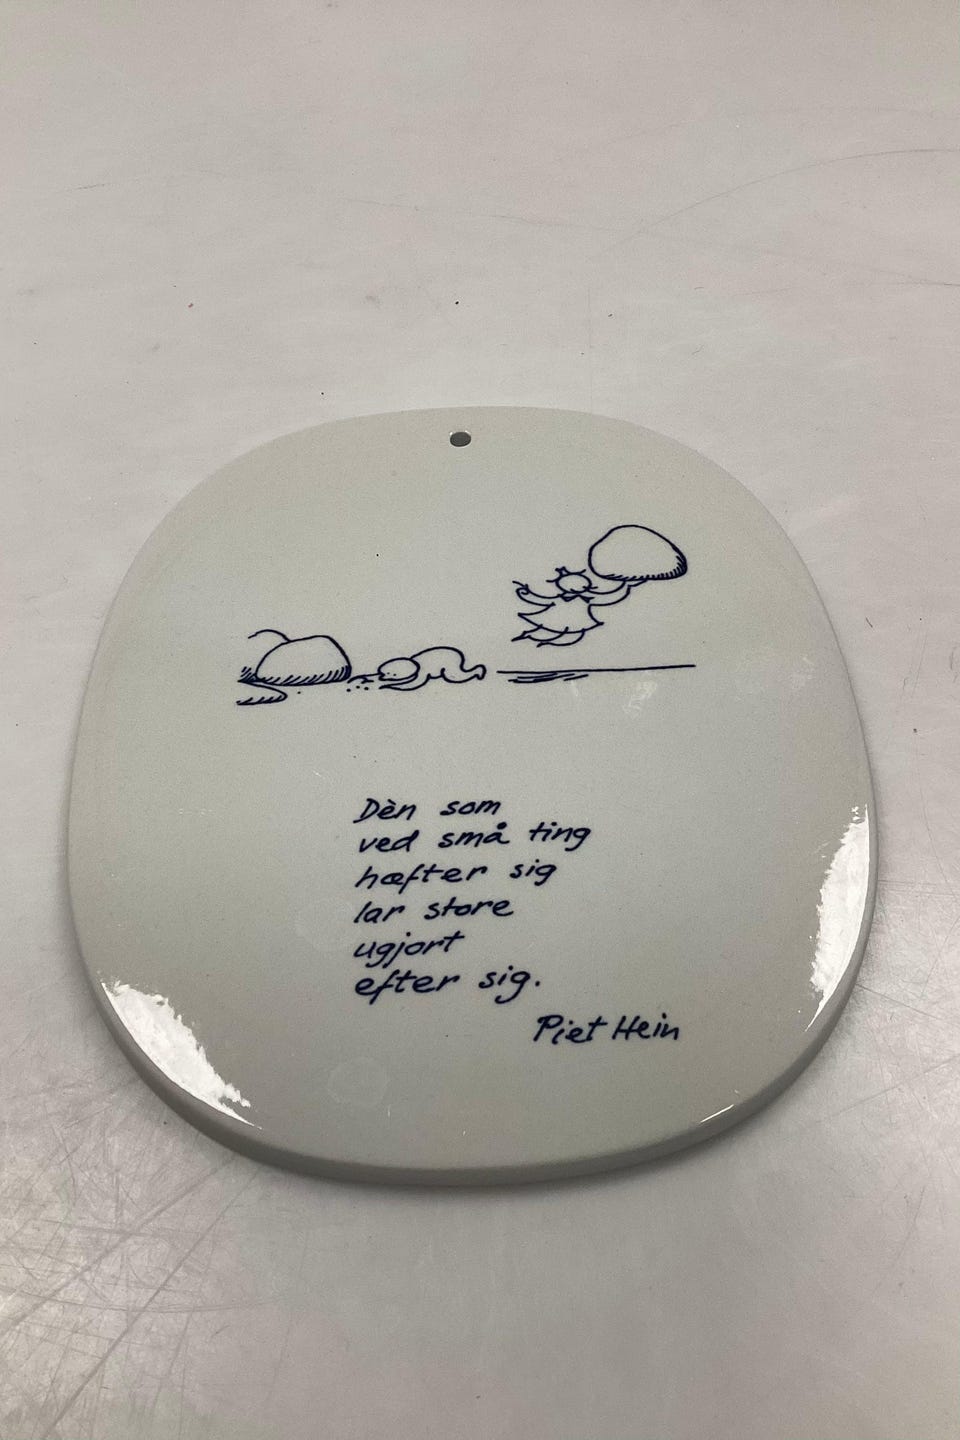 Dèn som
ved små ting
hæfter sig
lar store
ugjort
efter sig.
Piet Hein